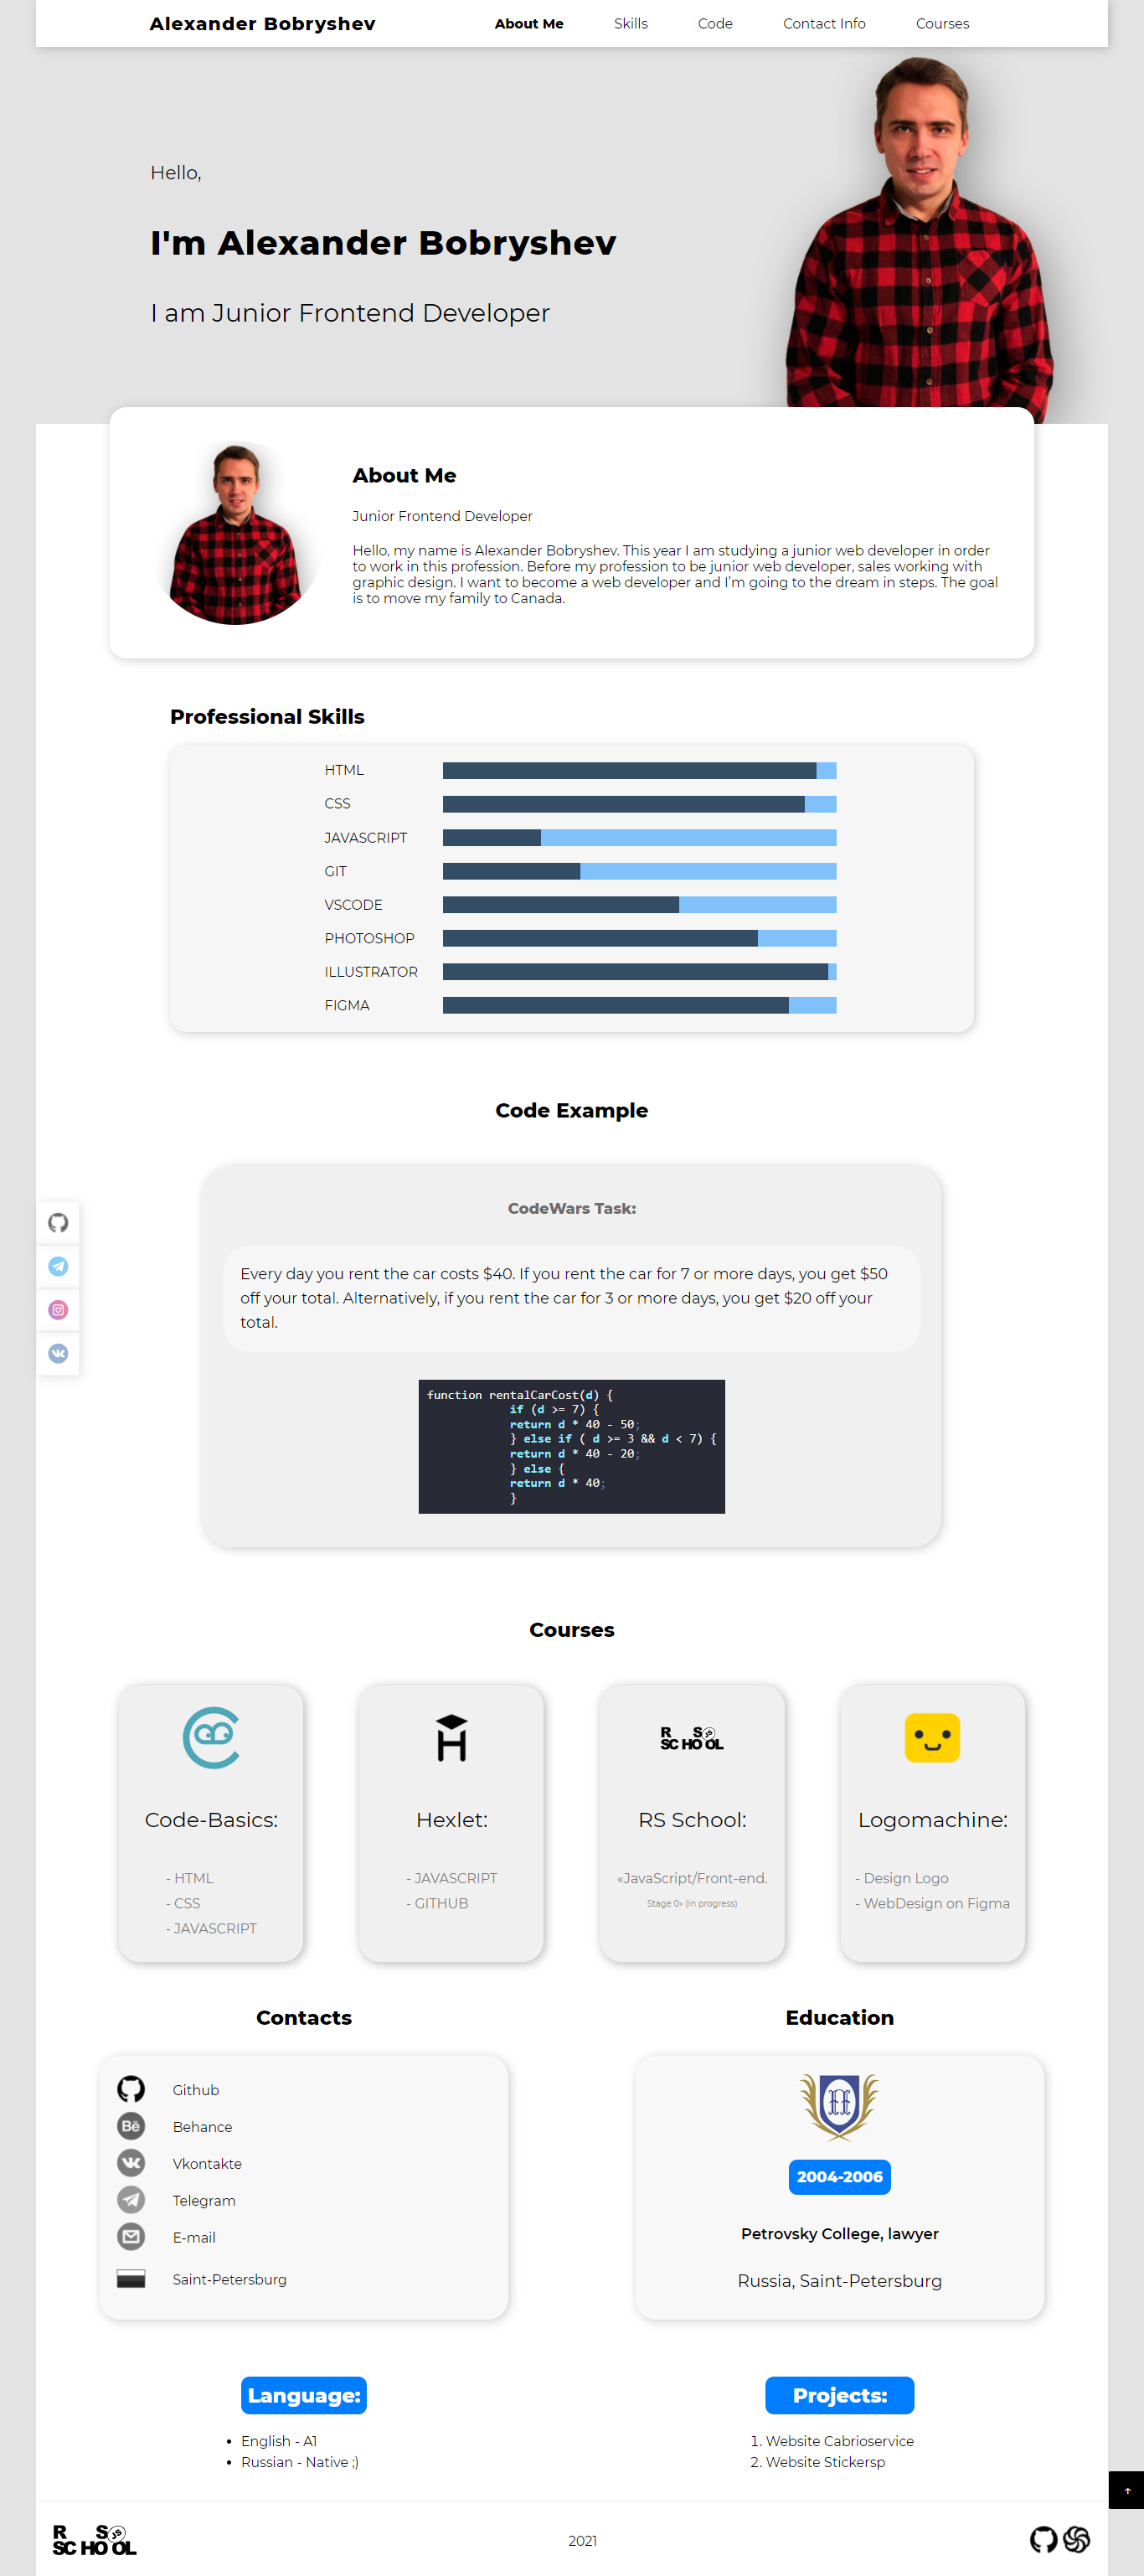 Alexander Bobryshev
About Me
Skills
Code
Contact Info
Courses
Hello,
I'm Alexander Bobryshev
I am Junior Frontend Developer
About Me
Junior Frontend Developer
Hello, my name is Alexander Bobryshev. This year I am studying a junior web developer in order
to work in this profession. Before my profession to be junior web developer, sales working with
graphic design. I want to become a web developer and I'm going to the dream in steps. The goal
is to move my family to Canada.
Professional Skills
HTML
CSS
JAVASCRIPT
GIT
VSCODE
PHOTOSHOP
ILLUSTRATOR
FIGMA
Code Example
CodeWars Task:
Every day you rent the car costs $40. If you rent the car for 7 or more days, you get $50
off your total. Alternatively, if you rent the car for 3 or more days, you get $20 off your
total.
function rentalCarCost(d) {
if (d >= 7) {
return d * 40 - 50;
} else if ( d >= 3 && d < 7) {
return d * 40 - 20;
} else {
return d * 40;
}
Courses
Code-Basics:
- HTML
- CSS
- JAVASCRIPT
Hexlet:
- JAVASCRIPT
- GITHUB
RS
SCHOOL
RS School:
«JavaScript/Front-end.
Stage 0» (in progress)
Logomachine:
- Design Logo
- WebDesign on Figma
Contacts
Github
Bē
Behance
Vkontakte
Telegram
E-mail
Saint-Petersburg
Education
2004-2006
Petrovsky College, lawyer
Russia, Saint-Petersburg
Language:
• English - A1
• Russian - Native ;)
Projects:
1. Website Cabrioservice
2. Website Stickersp
↑
RS JS
SCHOOL
2021